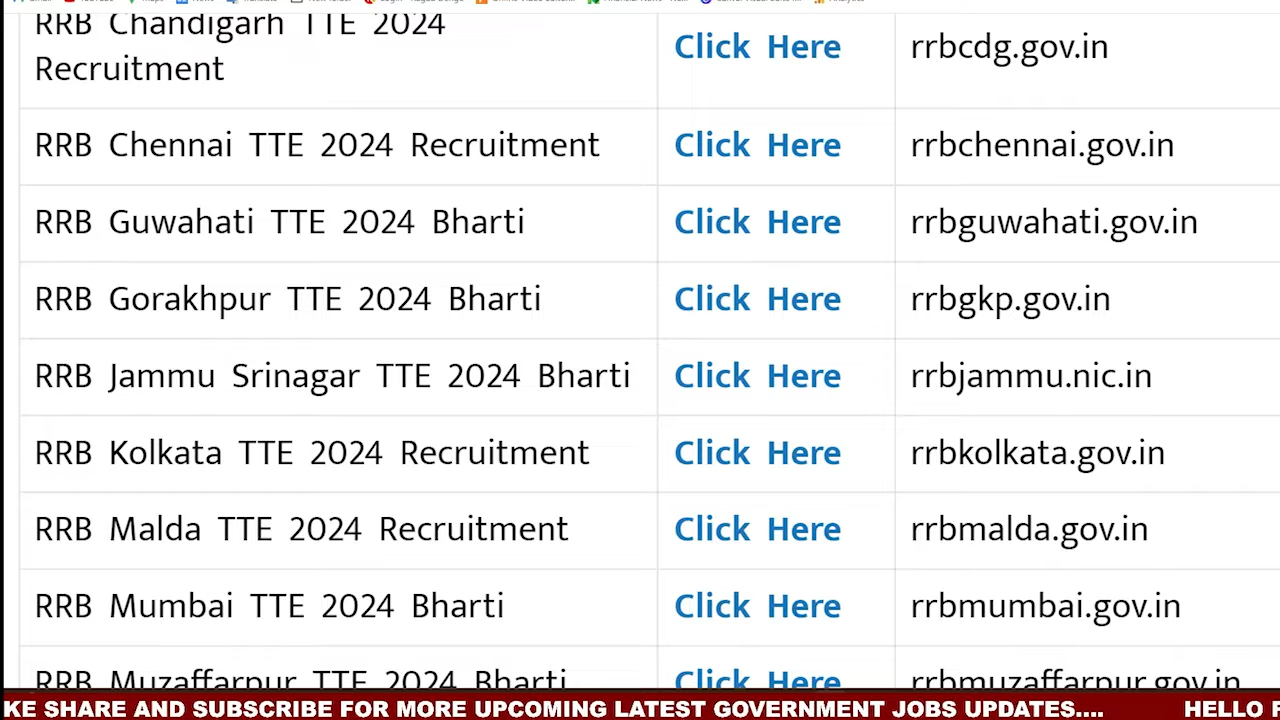 RRB Chandigarh TTE 2024
Recruitment
Click Here
rrbcdg.gov.in
RRB Chennai TTE 2024 Recruitment
Click Here
rrbchennai.gov.in
RRB Guwahati TTE 2024 Bharti
Click Here
rrbguwahati.gov.in
RRB Gorakhpur TTE 2024 Bharti
Click Here
rrbgkp.gov.in
RRB Jammu Srinagar TTE 2024 Bharti
Click Here
rrbjammu.nic.in
RRB Kolkata TTE 2024 Recruitment
Click Here
rrbkolkata.gov.in
RRB Malda TTE 2024 Recruitment
Click Here
rrbmalda.gov.in
RRB Mumbai TTE 2024 Bharti
Click Here
rrbmumbai.gov.in
RRB Muzaffarpur TTE 2024 Bharti
Click Here
rrbmuzaffarpur.gov.in
KE SHARE AND SUBSCRIBE FOR MORE UPCOMING LATEST GOVERNMENT JOBS UPDATES.... HELLO